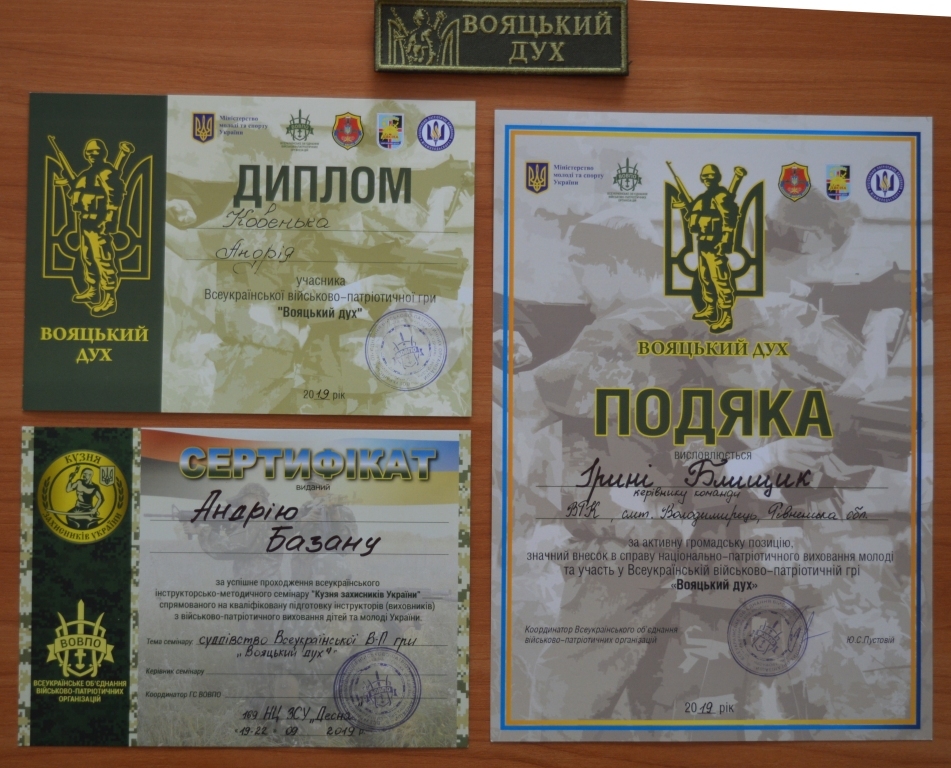 ВОЯЦЬКИЙ
ДУХ
Міністерство
молоді та спорту
України
ДИПЛОМ
Кобенька
Андрія
учасника
Всеукраїнської військово–патріотичної гри
"Вояцький дух"
2019 рік
ВОЯЦЬКИЙ
ДУХ
КУЗНЯ
ЗАХИСНИКІВ УКРАЇНИ
ВОВПО
ВСЕУКРАЇНСЬКЕ ОБ'ЄДНАННЯ
ВІЙСЬКОВО-ПАТРІОТИЧНИХ
ОРГАНІЗАЦІЙ
СЕРТИФІКАТ
виданий
Андрію
Базану
за успішне проходження всеукраїнського
інструкторсько-методичного семінару "Кузня захисників України"
спрямованого на кваліфіковану підготовку інструкторів (виховників)
з військово-патріотичного виховання дітей та молоді України.
Тема семінару: суддівство Всеукраїнської В-П гри
„Вояцький дух"
Керівник семінару
Координатор ГС ВОВПО
169 НЦ ЗСУ „Десна
19-22 09 2019
Міністерство
молоді та спорту
України
ВОЯЦЬКИЙ ДУХ
ПОДЯКА
висловлюється
Ірині Блищик
керівнику команди
смт. Володимирець, Рівненська обл.
за активну громадську позицію,
значний внесок в справу національно–патріотичного виховання молоді
та участь у Всеукраїнській військово–патріотичній грі
«Вояцький дух»
Координатор Всеукраїнського об'єднання
військово-патріотичних організацій
Ю.С.Пустовій
2019 рік